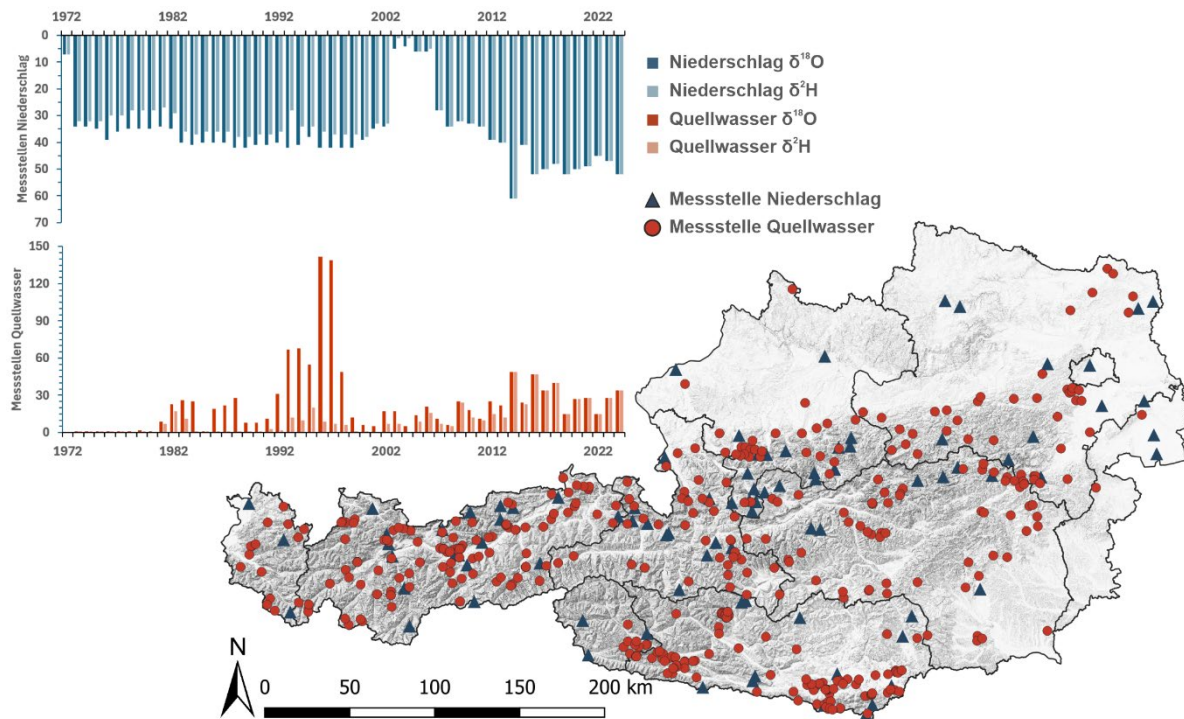 1972 1982 1992 2002 2012 2022
0
10
20
30
40
50
60
70
Messstellen Niederschlag
Niederschlag δ¹⁸O
Niederschlag δ²H
Quellwasser δ¹⁸O
Quellwasser δ²H
Messstelle Niederschlag
Messstelle Quellwasser
150
120
90
60
30
0
Messstellen Quellwasser
1972 1982 1992 2002 2012 2022
N
0 50 100 150 200 km